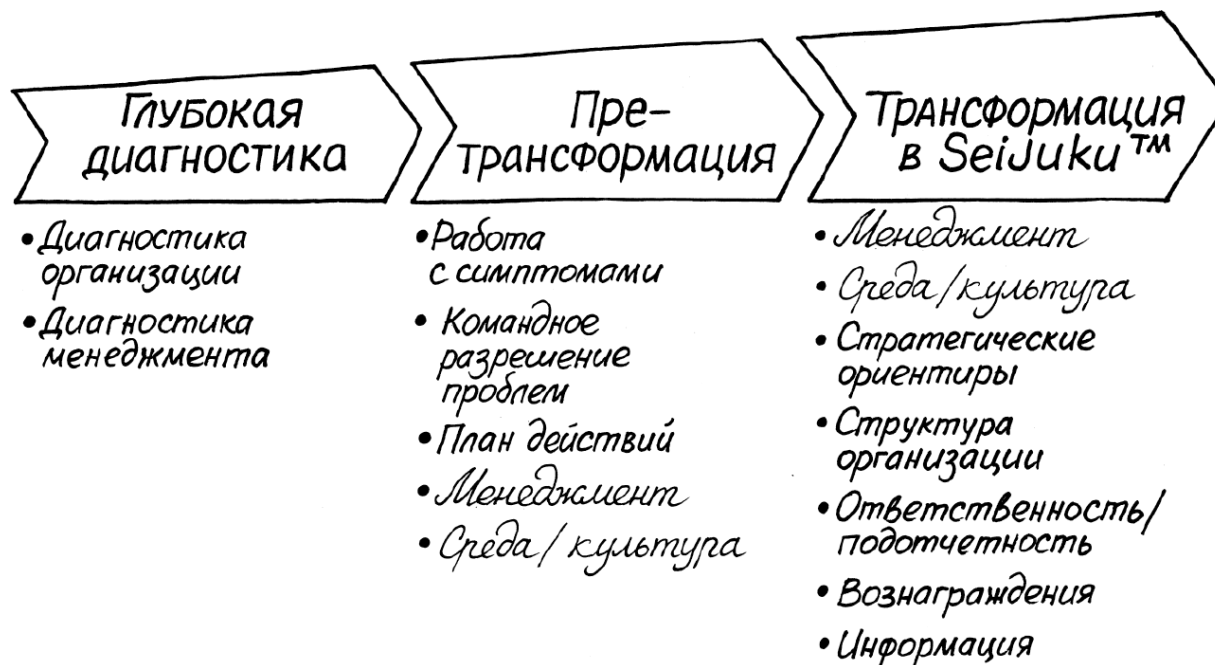 Глубокая
диагностика
• Диагностика
организации
• Диагностика
менеджмента
Пре-
трансформация
• Работа
с симптомами
• Командное
разрешение
проблем
• План действий
• Менеджмент
• Среда/культура
Трансформация
в SeiJuku™
• Менеджмент
• Среда/культура
• Стратегические
ориентиры
• Структура
организации
• Ответственность/
подотчетность
• Вознаграждения
• Информация